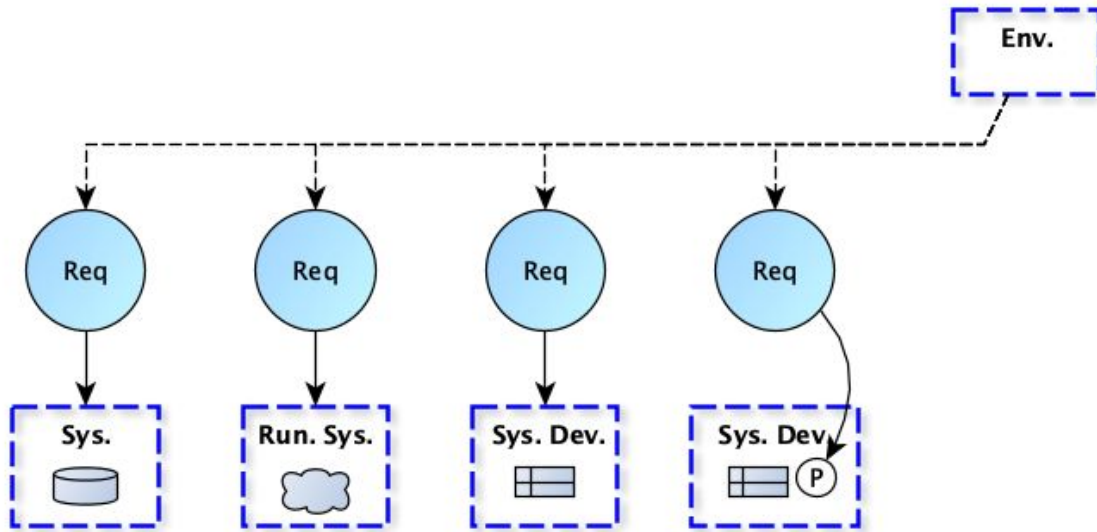 Env.
Req
Req
Req
Req
Sys.
Run. Sys.
Sys. Dev.
Sys. Dev.
P